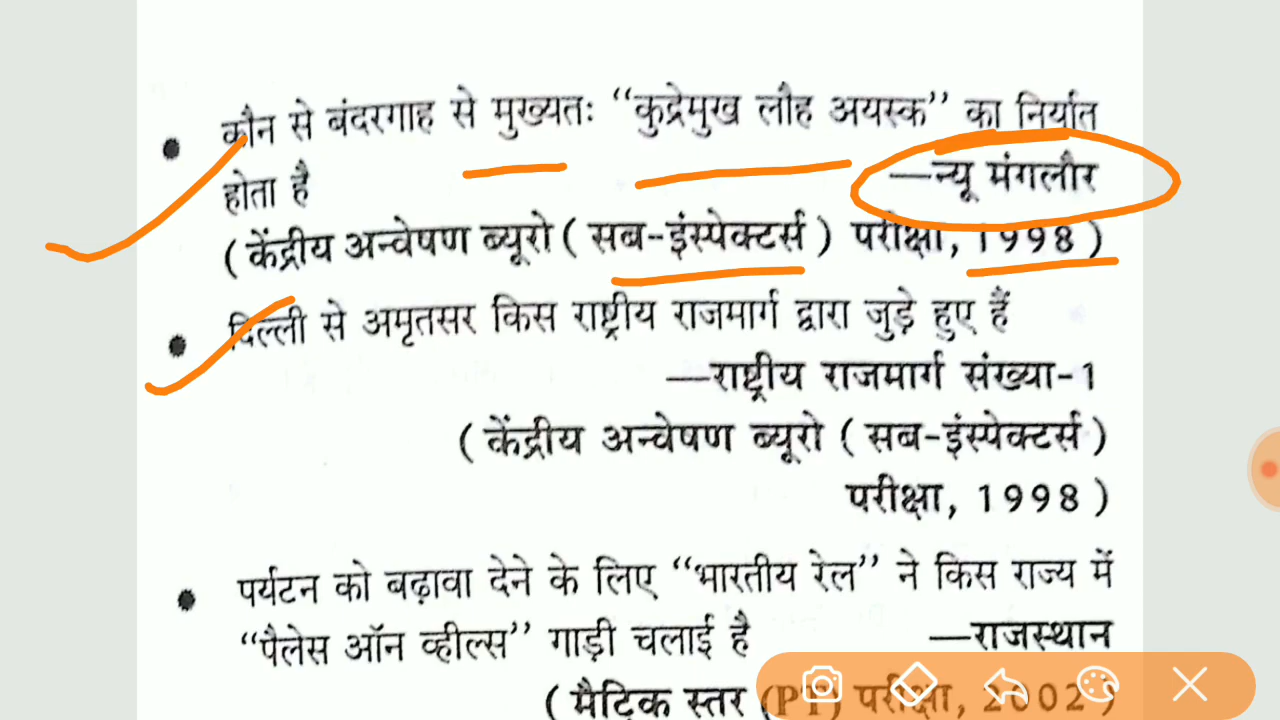 कौन से बंदरगाह से मुख्यतः “कुद्रेमुख लौह अयस्क” का निर्यात
होता है —न्यू मंगलौर
(केंद्रीय अन्वेषण ब्यूरो (सब-इंस्पेक्टर्स) परीक्षा, 1998)
दिल्ली से अमृतसर किस राष्ट्रीय राजमार्ग द्वारा जुड़े हुए हैं
—राष्ट्रीय राजमार्ग संख्या-1
(केंद्रीय अन्वेषण ब्यूरो (सब-इंस्पेक्टर्स)
परीक्षा, 1998)
पर्यटन को बढ़ावा देने के लिए “भारतीय रेल” ने किस राज्य में
“पैलेस ऑन व्हील्स” गाड़ी चलाई है —राजस्थान
(मैट्रिक स्तर (PT) परीक्षा, 2002)